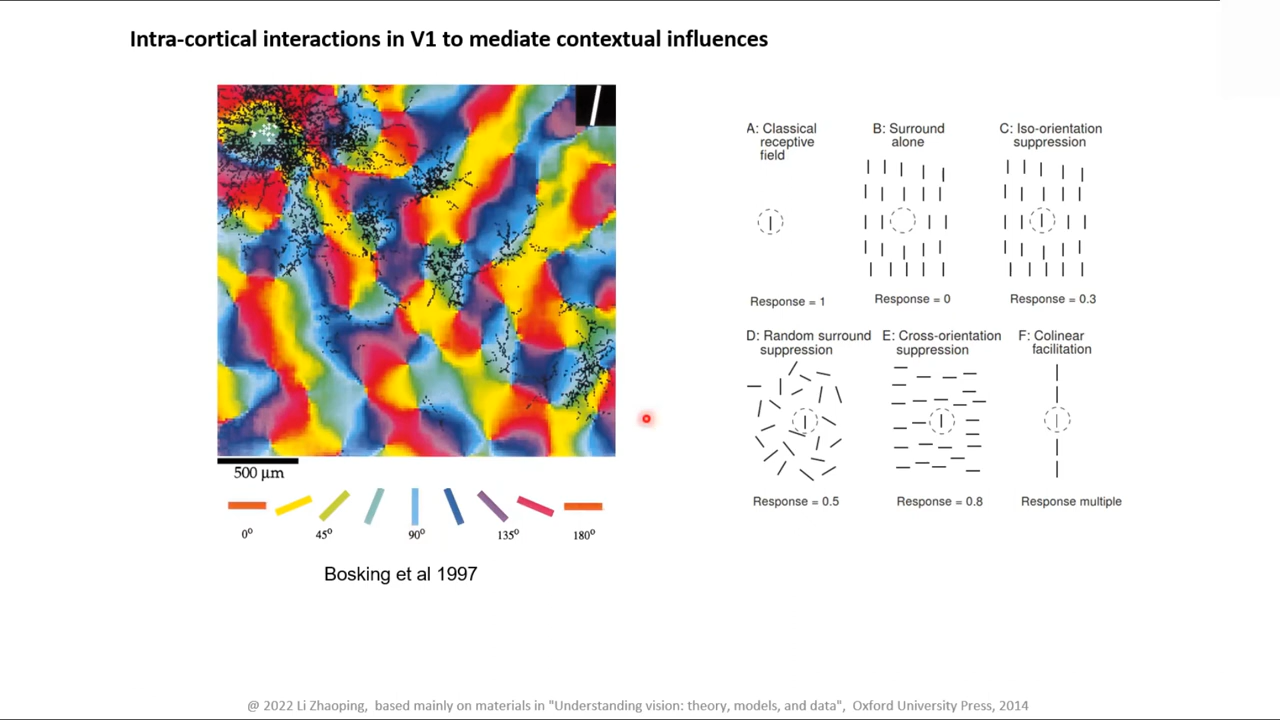 Intra-cortical interactions in V1 to mediate contextual influences
500 µm
0º 45º 90º 135º 180º
Bosking et al 1997
A: Classical
receptive
field
Response = 1
B: Surround
alone
Response = 0
C: Iso-orientation
suppression
Response = 0.3
D: Random surround
suppression
Response = 0.5
E: Cross-orientation
suppression
Response = 0.8
F: Colinear
facilitation
Response multiple
@ 2022 Li Zhaoping, based mainly on materials in "Understanding vision: theory, models, and data", Oxford University Press, 2014